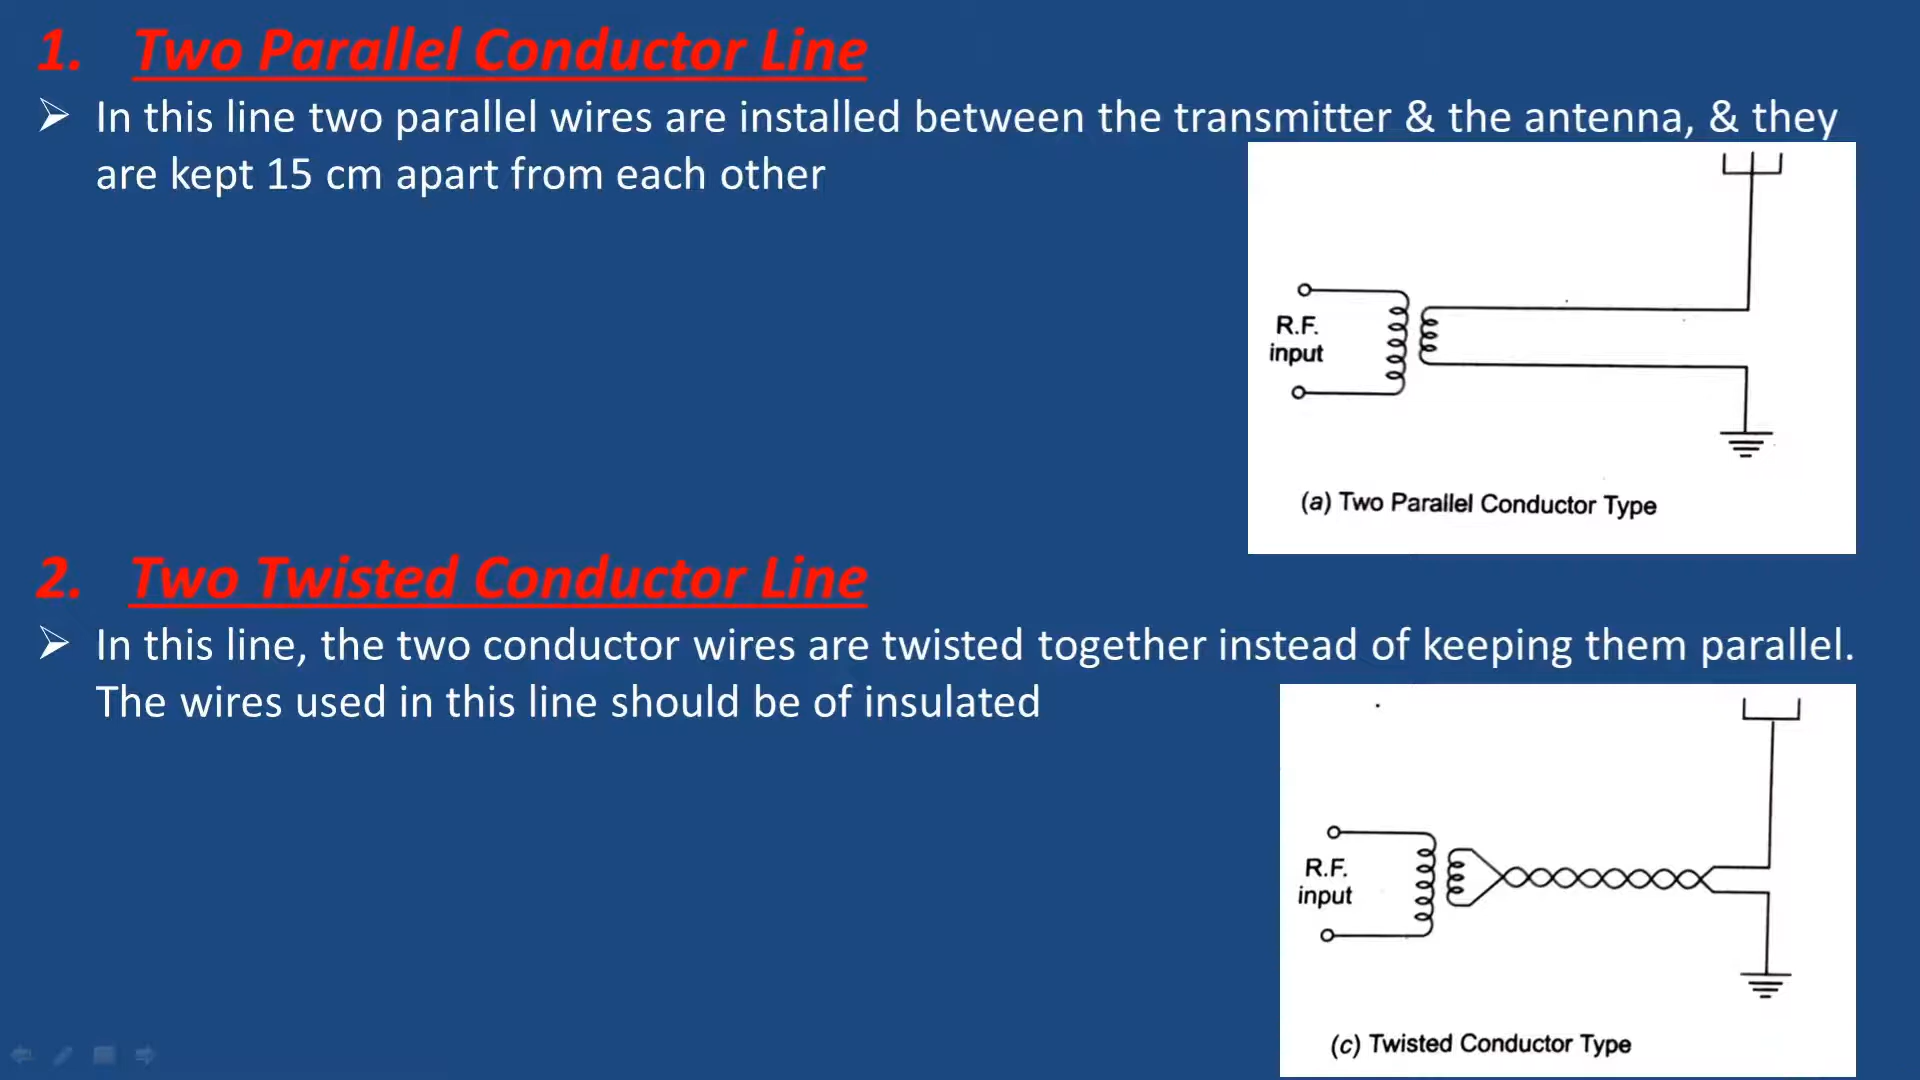 1. Two Parallel Conductor Line
➢ In this line two parallel wires are installed between the transmitter & the antenna, & they
are kept 15 cm apart from each other
R.F.
input
(a) Two Parallel Conductor Type
2. Two Twisted Conductor Line
➢ In this line, the two conductor wires are twisted together instead of keeping them parallel.
The wires used in this line should be of insulated
R.F.
input
(c) Twisted Conductor Type